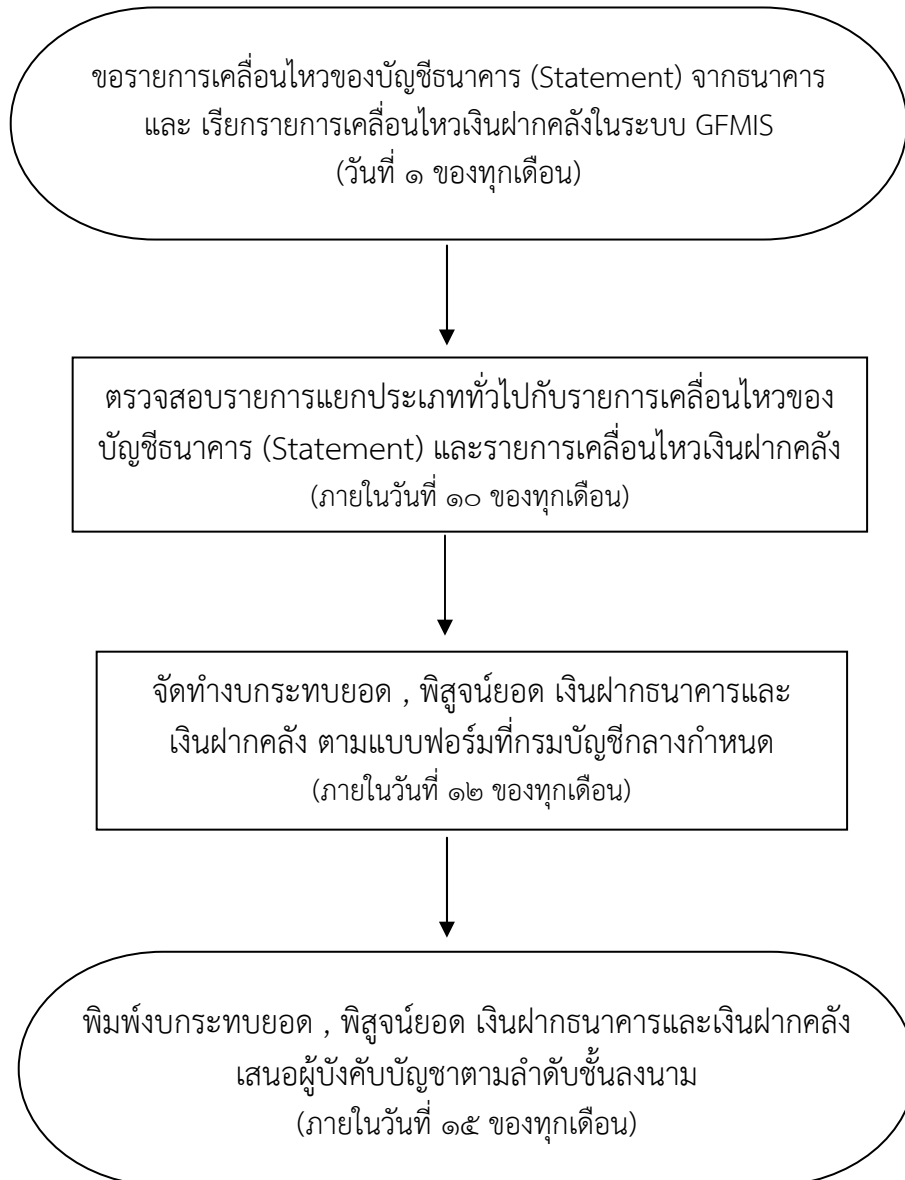 ขอรายการเคลื่อนไหวของบัญชีธนาคาร (Statement) จากธนาคาร
และ เรียกรายการเคลื่อนไหวเงินฝากคลังในระบบ GFMIS
(วันที่ ๑ ของทุกเดือน)
ตรวจสอบรายการแยกประเภททั่วไปกับรายการเคลื่อนไหวของ
บัญชีธนาคาร (Statement) และรายการเคลื่อนไหวเงินฝากคลัง
(ภายในวันที่ ๑๐ ของทุกเดือน)
จัดทำงบกระทบยอด , พิสูจน์ยอด เงินฝากธนาคารและ
เงินฝากคลัง ตามแบบฟอร์มที่กรมบัญชีกลางกำหนด
(ภายในวันที่ ๑๒ ของทุกเดือน)
พิมพ์งบกระทบยอด , พิสูจน์ยอด เงินฝากธนาคารและเงินฝากคลัง
เสนอผู้บังคับบัญชาตามลำดับชั้นลงนาม
(ภายในวันที่ ๑๕ ของทุกเดือน)